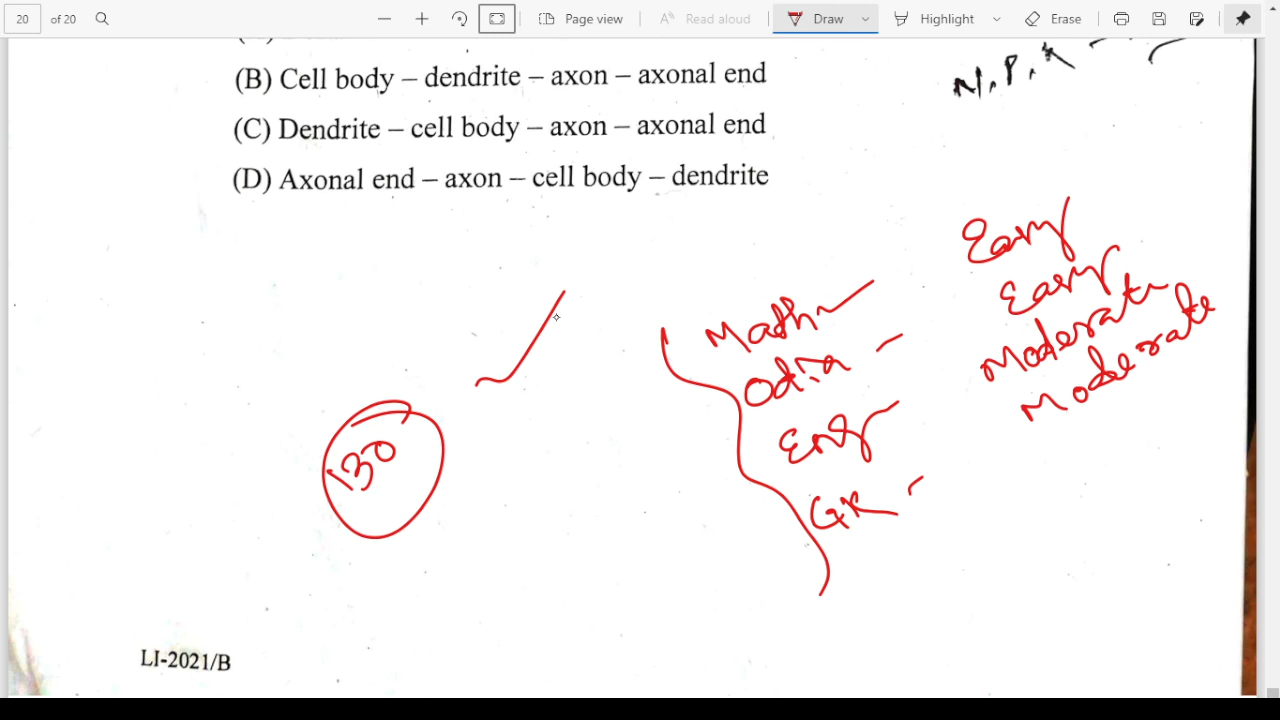 20 of 20 Page view Read aloud Draw Highlight Erase
N, P, K
(B) Cell body – dendrite – axon – axonal end
(C) Dendrite – cell body – axon – axonal end
(D) Axonal end – axon – cell body – dendrite
Easy
Easy
Moderate
Moderate
Math
Odia
Eng
GK
130
LI-2021/B